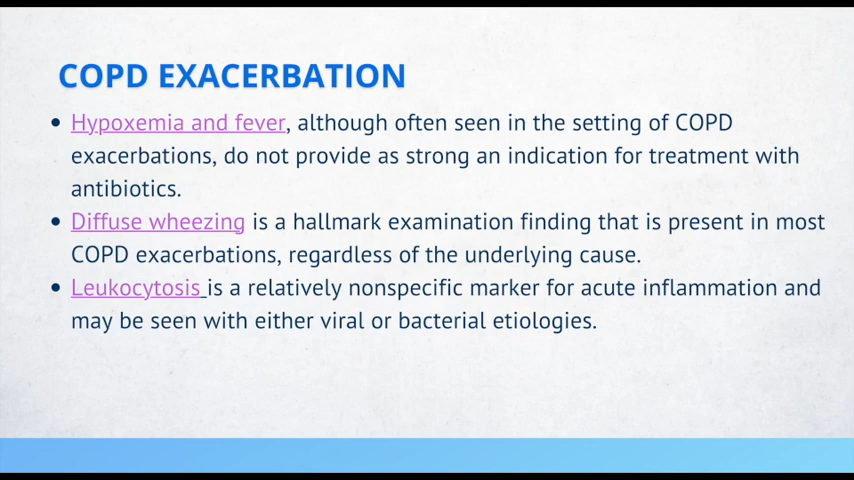 COPD EXACERBATION
• Hypoxemia and fever, although often seen in the setting of COPD
exacerbations, do not provide as strong an indication for treatment with
antibiotics.
• Diffuse wheezing is a hallmark examination finding that is present in most
COPD exacerbations, regardless of the underlying cause.
• Leukocytosis is a relatively nonspecific marker for acute inflammation and
may be seen with either viral or bacterial etiologies.